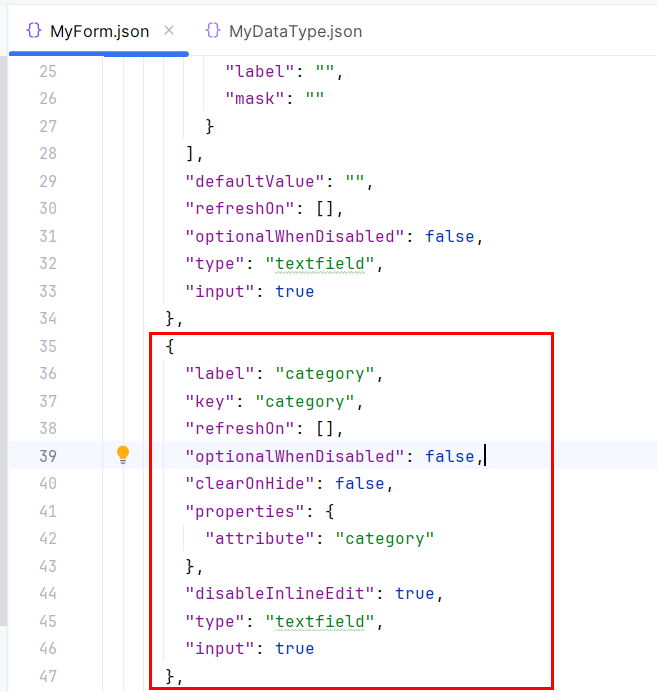 {} MyForm.json × {} MyDataType.json
25 "label": "",
26 "mask": ""
27 }
28 ],
29 "defaultValue": "",
30 "refreshOn": [],
31 "optionalWhenDisabled": false,
32 "type": "textfield",
33 "input": true
34 },
35 {
36 "label": "category",
37 "key": "category",
38 "refreshOn": [],
39 "optionalWhenDisabled": false,
40 "clearOnHide": false,
41 "properties": {
42 "attribute": "category"
43 },
44 "disableInlineEdit": true,
45 "type": "textfield",
46 "input": true
47 },